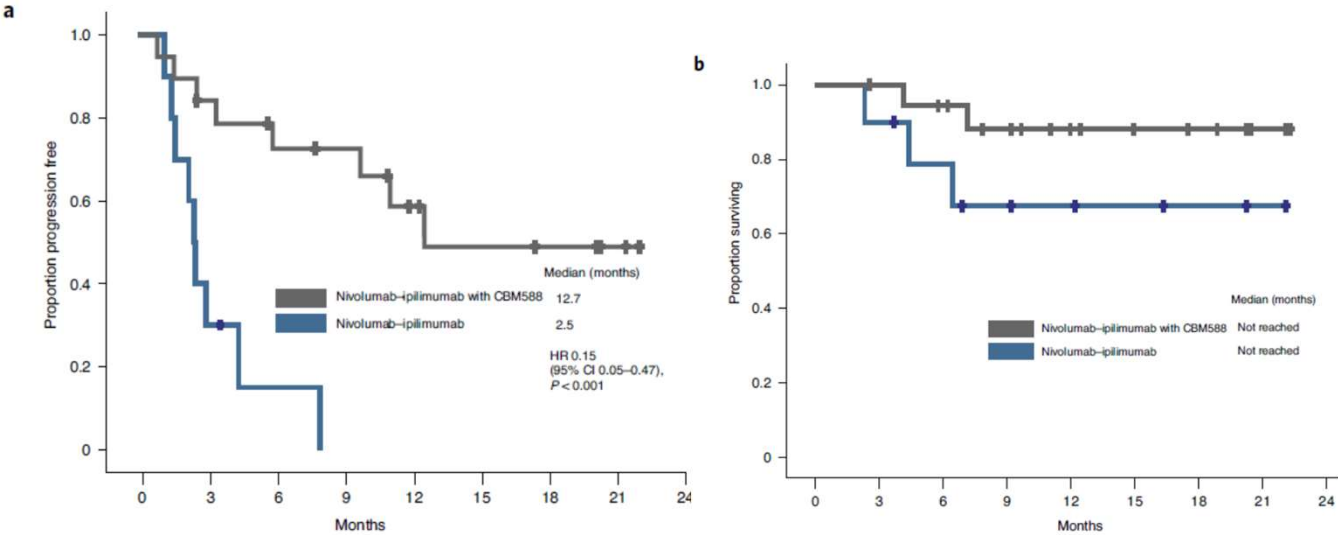 a
1.0
0.8
0.6
0.4
0.2
0
Proportion progression free
0 3 6 9 12 15 18 21 24
Months
Median (months)
Nivolumab–ipilimumab with CBM588 12.7
Nivolumab–ipilimumab 2.5
HR 0.15
(95% CI 0.05–0.47),
P < 0.001
b
1.0
0.8
0.6
0.4
0.2
0
Proportion surviving
0 3 6 9 12 15 18 21 24
Months
Median (months)
Nivolumab–ipilimumab with CBM588 Not reached
Nivolumab–ipilimumab Not reached